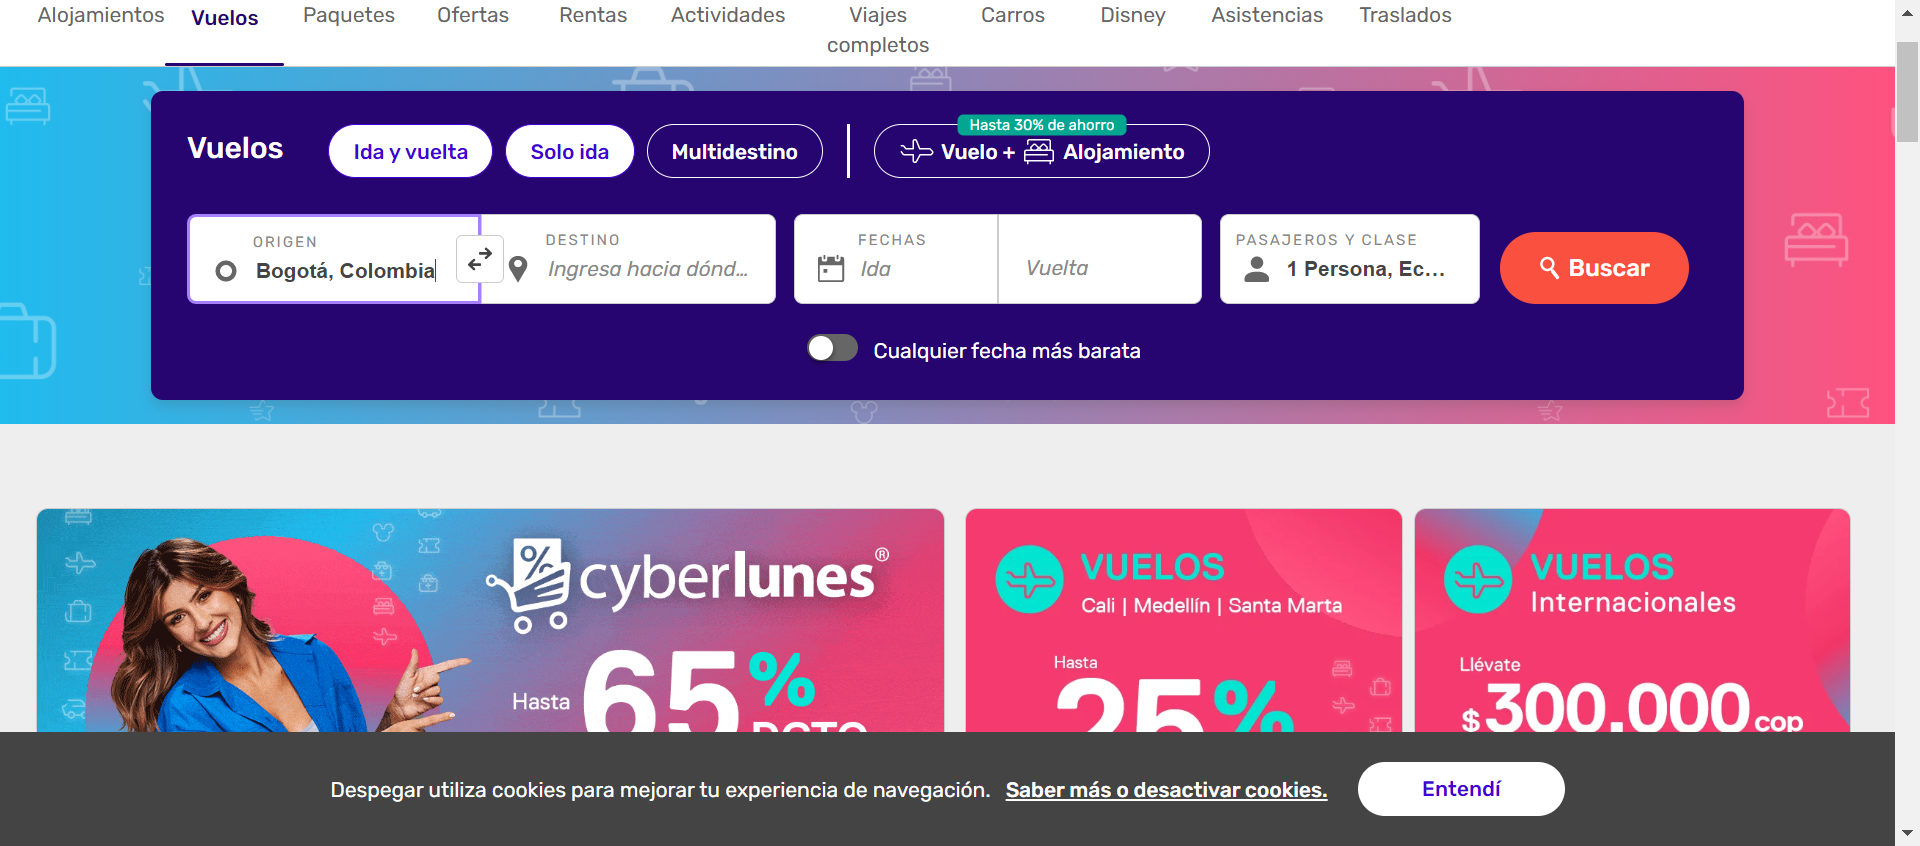 Alojamientos
Vuelos
Paquetes
Ofertas
Rentas
Actividades
Viajes
completos
Carros
Disney
Asistencias
Traslados
Vuelos
Ida y vuelta
Solo ida
Multidestino
Hasta 30% de ahorro
Vuelo + Alojamiento
ORIGEN
Bogotá, Colombia
DESTINO
Ingresa hacia dónd...
FECHAS
Ida
Vuelta
PASAJEROS Y CLASE
1 Persona, Ec...
Buscar
Cualquier fecha más barata
%
cyberlunes®
Hasta 65%
DCTO
VUELOS
Cali | Medellín | Santa Marta
Hasta
25%
VUELOS
Internacionales
Llévate
$300.000 cop
Despegar utiliza cookies para mejorar tu experiencia de navegación. Saber más o desactivar cookies.
Entendí